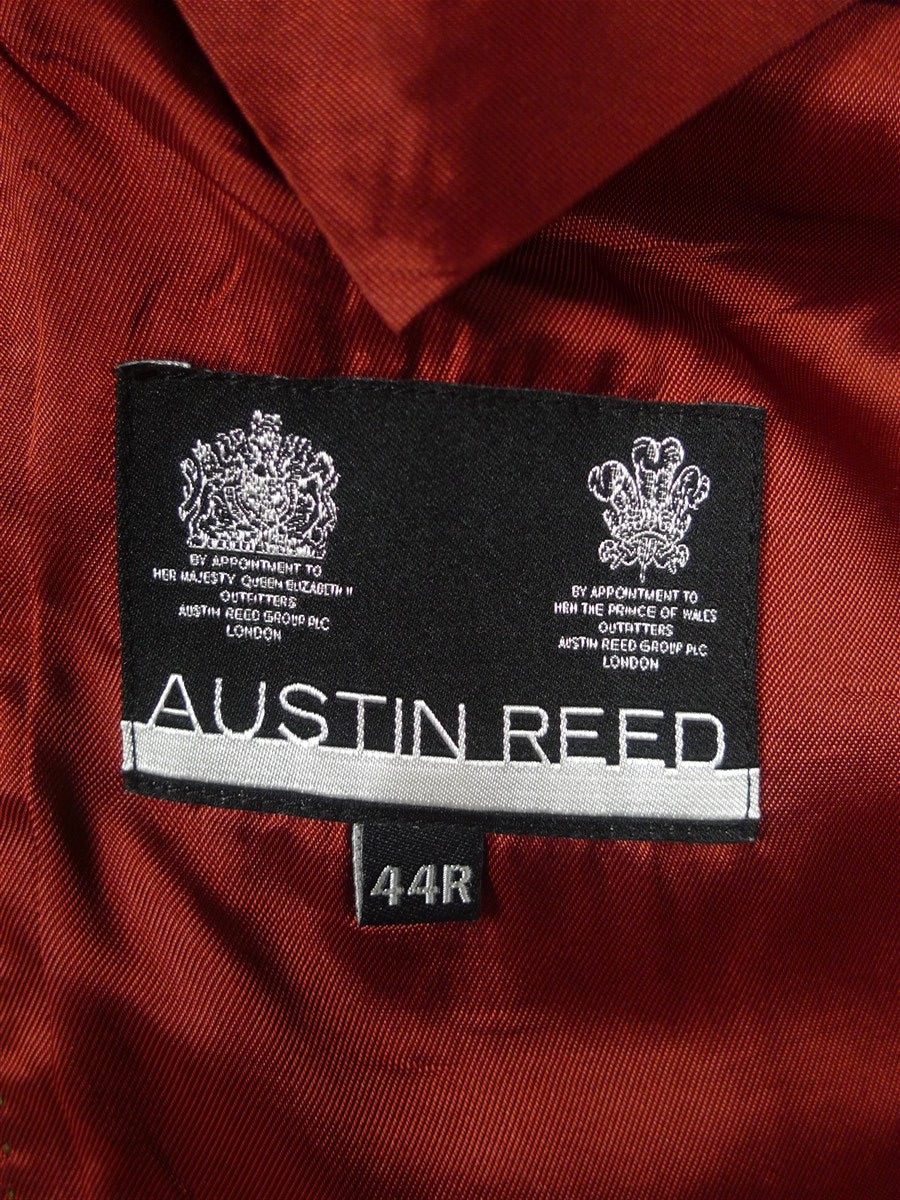 BY APPOINTMENT TO
HER MAJESTY QUEEN ELIZABETH II
OUTFITTERS
AUSTIN REED GROUP PLC
LONDON
BY APPOINTMENT TO
HRH THE PRINCE OF WALES
OUTFITTERS
AUSTIN REED GROUP PLC
LONDON
AUSTIN REED
44R